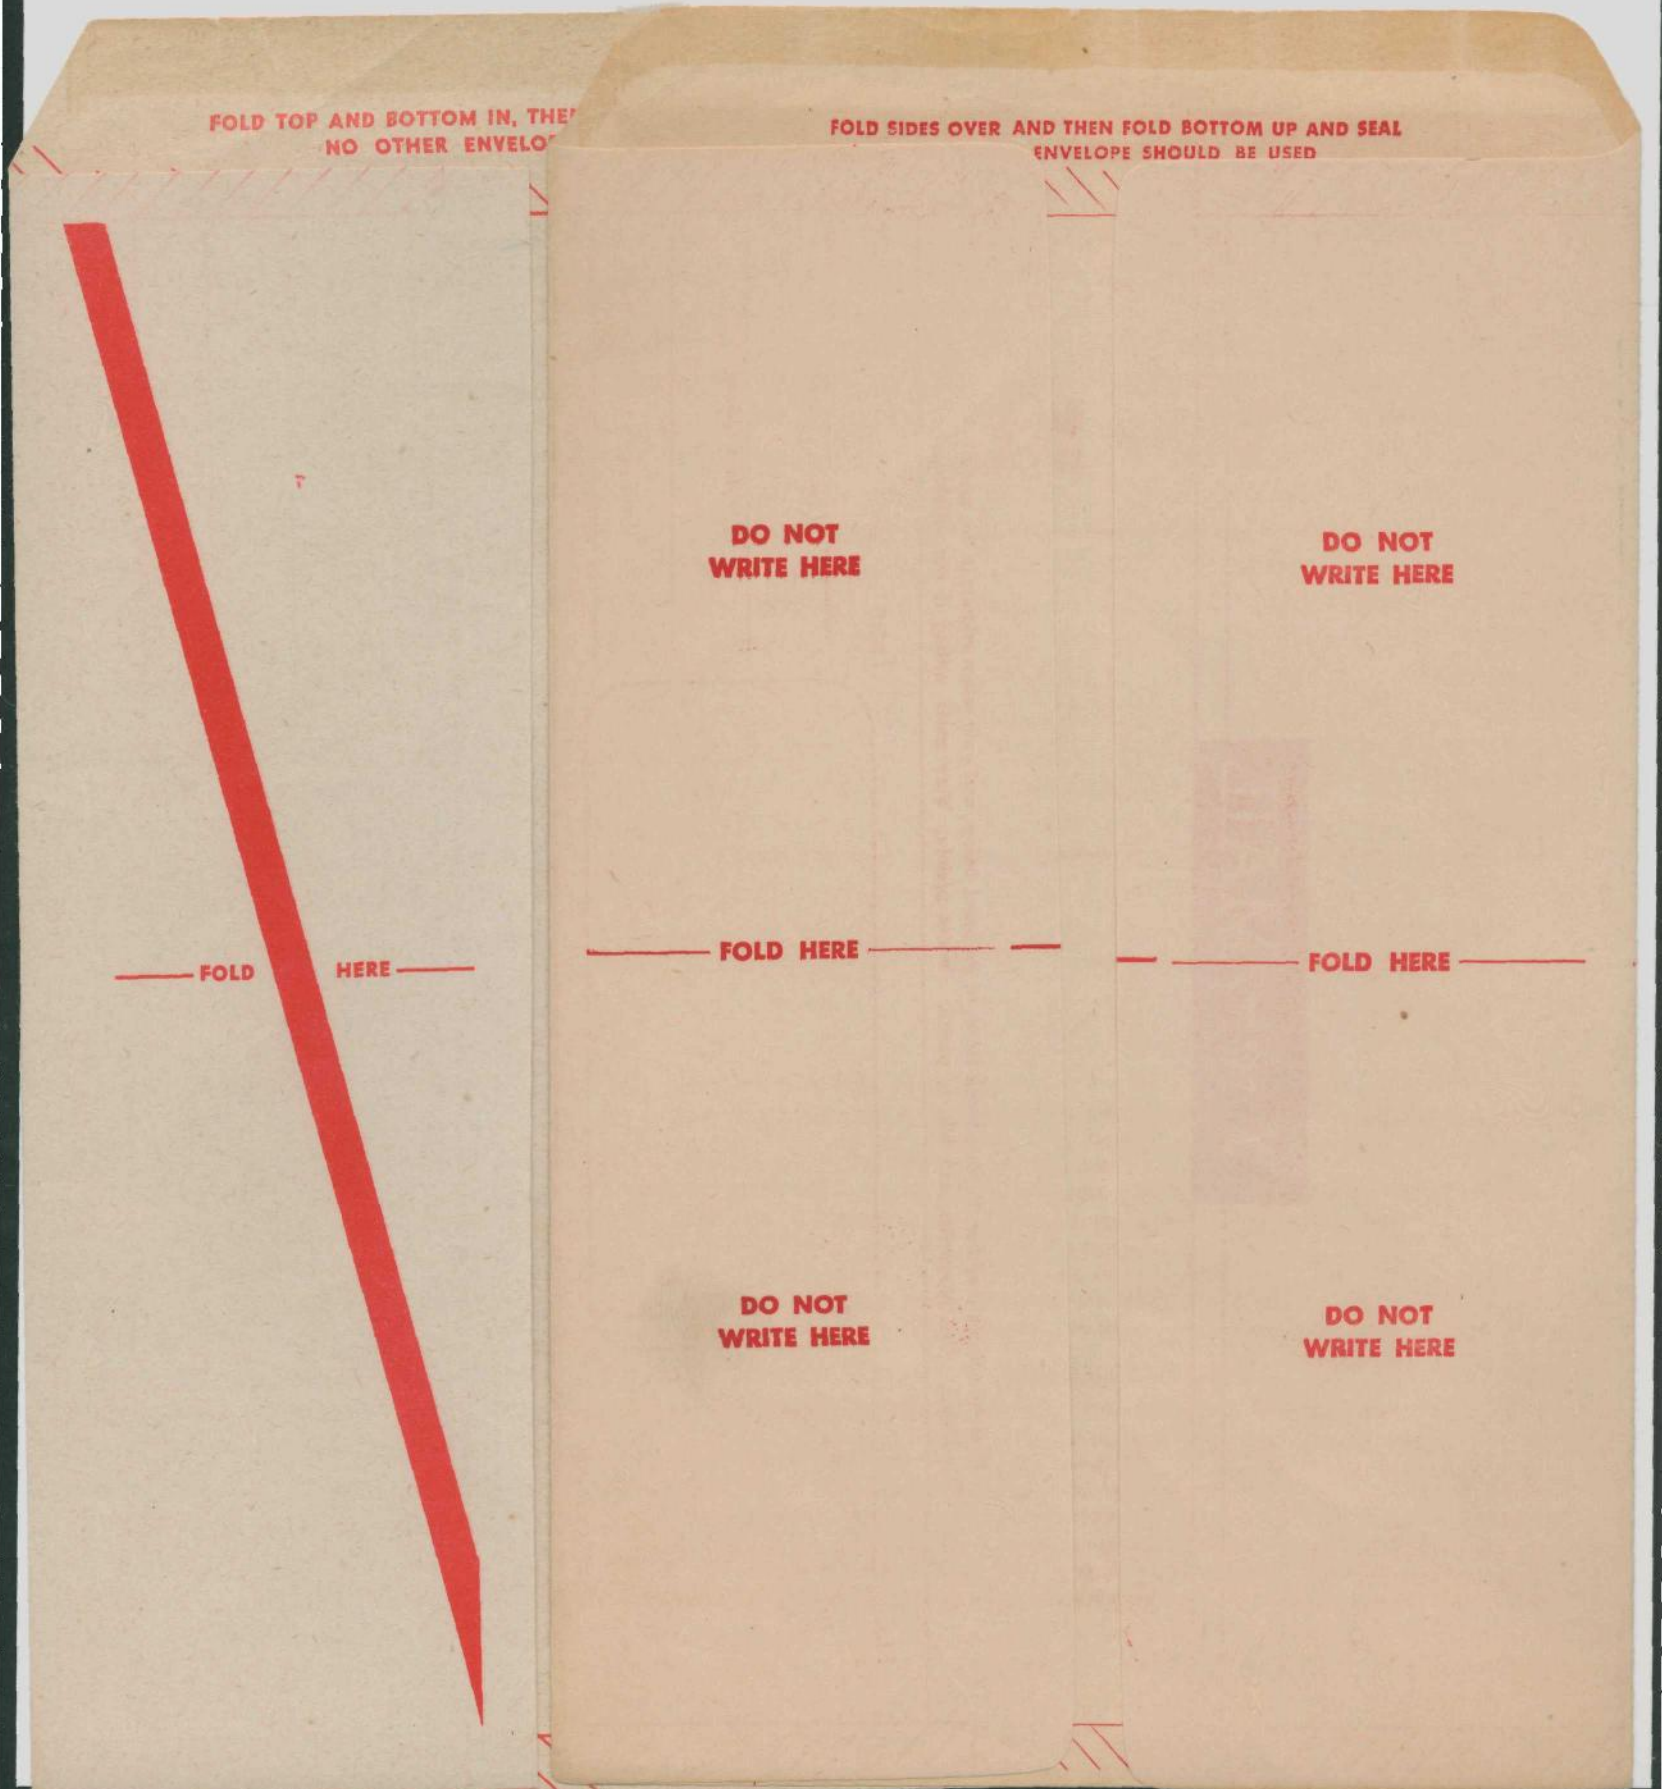 FOLD TOP AND BOTTOM IN,
NO OTHER
FOLD SIDES OVER AND THEN FOLD BOTTOM UP AND SEAL
ENVELOPE SHOULD BE USED
DO NOT
WRITE HERE
DO NOT
WRITE HERE
FOLD HERE
FOLD HERE
FOLD HERE
DO NOT
WRITE HERE
DO NOT
WRITE HERE